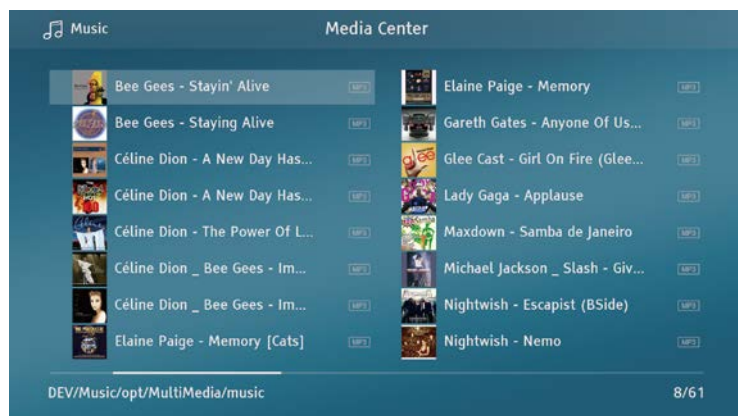 Music
Media Center
Bee Gees - Stayin' Alive MP3
Bee Gees - Staying Alive MP3
Céline Dion - A New Day Has... MP3
Céline Dion - A New Day Has... MP3
Céline Dion - The Power Of L... MP3
Céline Dion _ Bee Gees - Im... MP3
Céline Dion _ Bee Gees - Im... MP3
Elaine Paige - Memory [Cats] MP3
Elaine Paige - Memory MP3
Gareth Gates - Anyone Of Us... MP3
glee
Glee Cast - Girl On Fire (Glee... MP3
Lady Gaga - Applause MP3
Maxdown - Samba de Janeiro MP3
Michael Jackson _ Slash - Giv... MP3
Nightwish - Escapist (BSide) MP3
Nightwish - Nemo MP3
DEV/Music/opt/MultiMedia/music
8/61